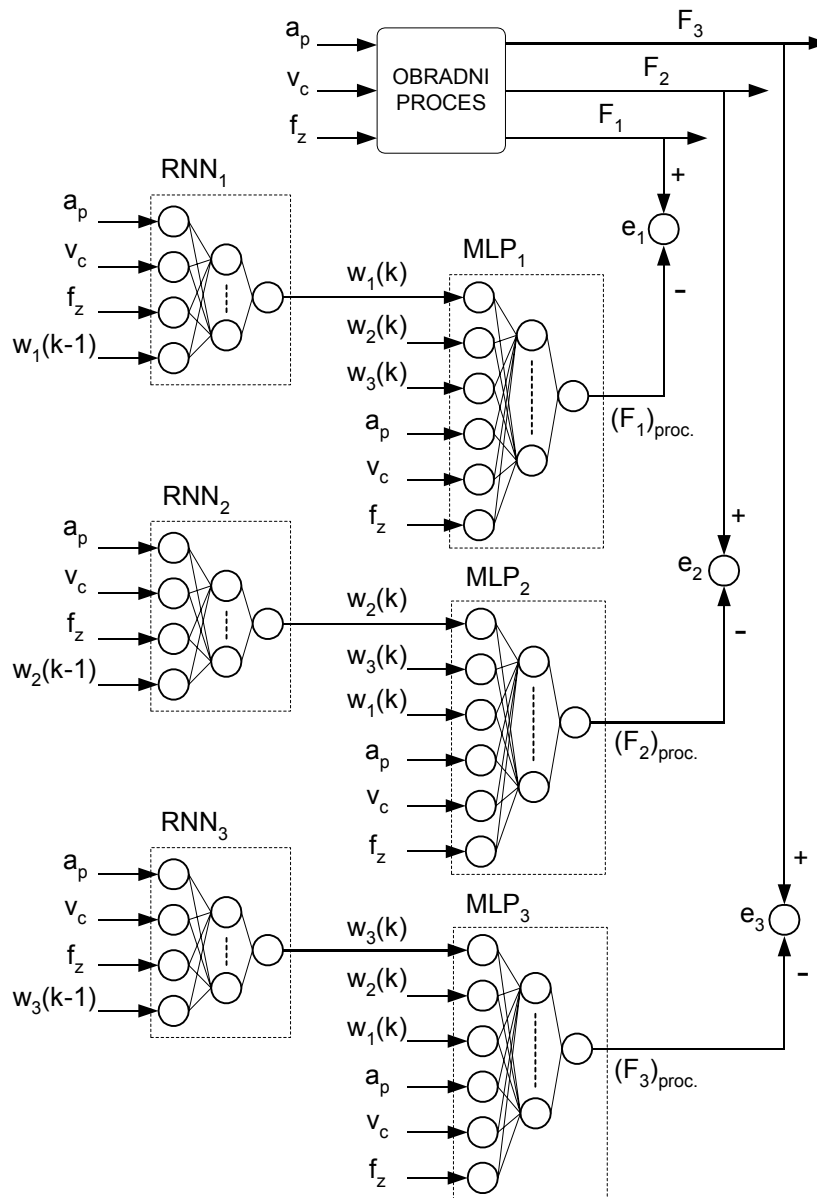 a_p
v_c
f_z
OBRADNI
PROCES
F_3
F_2
F_1
+
e_1
-
RNN_1
a_p
v_c
f_z
w_1(k-1)
MLP_1
w_1(k)
w_2(k)
w_3(k)
a_p
v_c
f_z
(F_1)_proc.
RNN_2
a_p
v_c
f_z
w_2(k-1)
MLP_2
w_2(k)
w_3(k)
w_1(k)
a_p
v_c
f_z
(F_2)_proc.
+
e_2
-
RNN_3
a_p
v_c
f_z
w_3(k-1)
MLP_3
w_3(k)
w_2(k)
w_1(k)
a_p
v_c
f_z
(F_3)_proc.
+
e_3
-